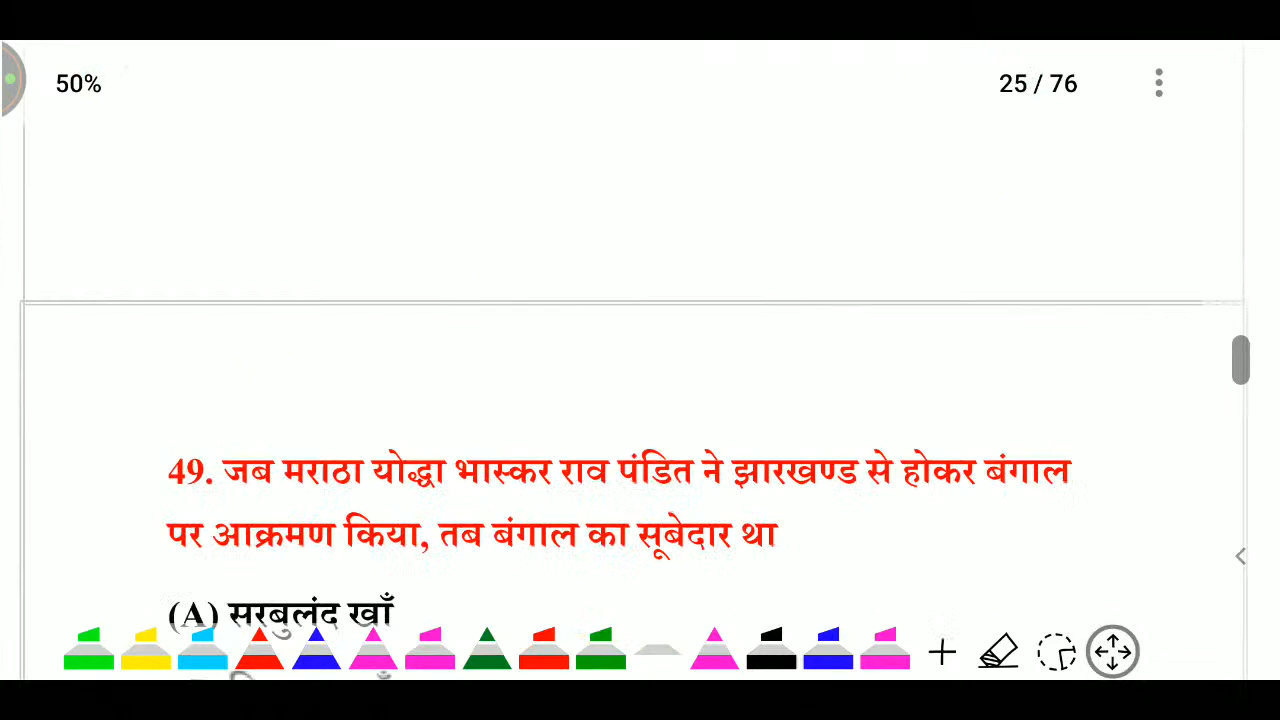 50%
25 / 76
49. जब मराठा योद्धा भास्कर राव पंडित ने झारखण्ड से होकर बंगाल
पर आक्रमण किया, तब बंगाल का सूबेदार था
(A) सरबुलंद खाँ